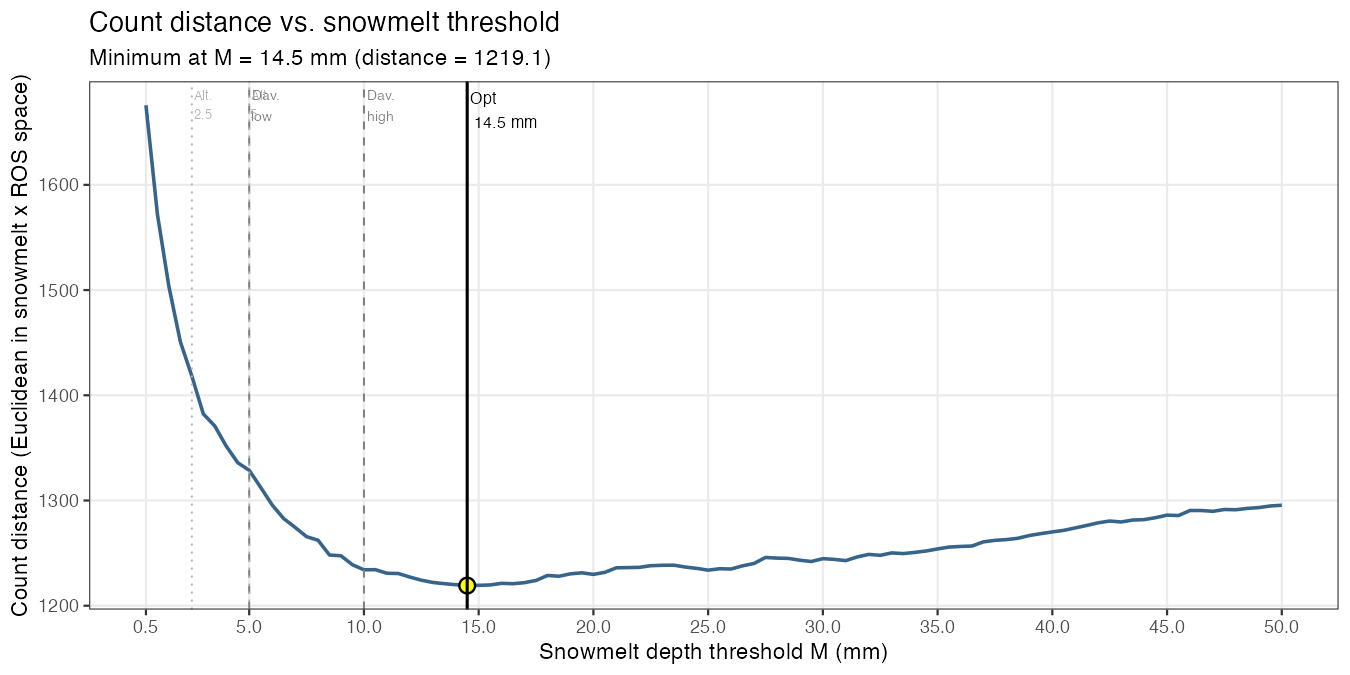 Count distance vs. snowmelt threshold
Minimum at M = 14.5 mm (distance = 1219.1)
Count distance (Euclidean in snowmelt x ROS space)
1600
1500
1400
1300
1200
Alt.
2.5
Dav.
low
Alt.
5
Dav.
high
Opt
14.5 mm
0.5
5.0
10.0
15.0
20.0
25.0
30.0
35.0
40.0
45.0
50.0
Snowmelt depth threshold M (mm)